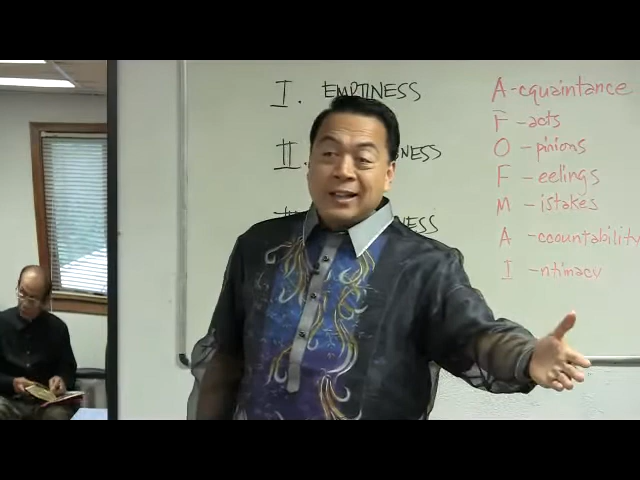 I. EMPTINESS
II. NESS
NESS
A-cquaintance
F-acts
O-pinions
F-eelings
M-istakes
A-ccountability
I-ntimacy